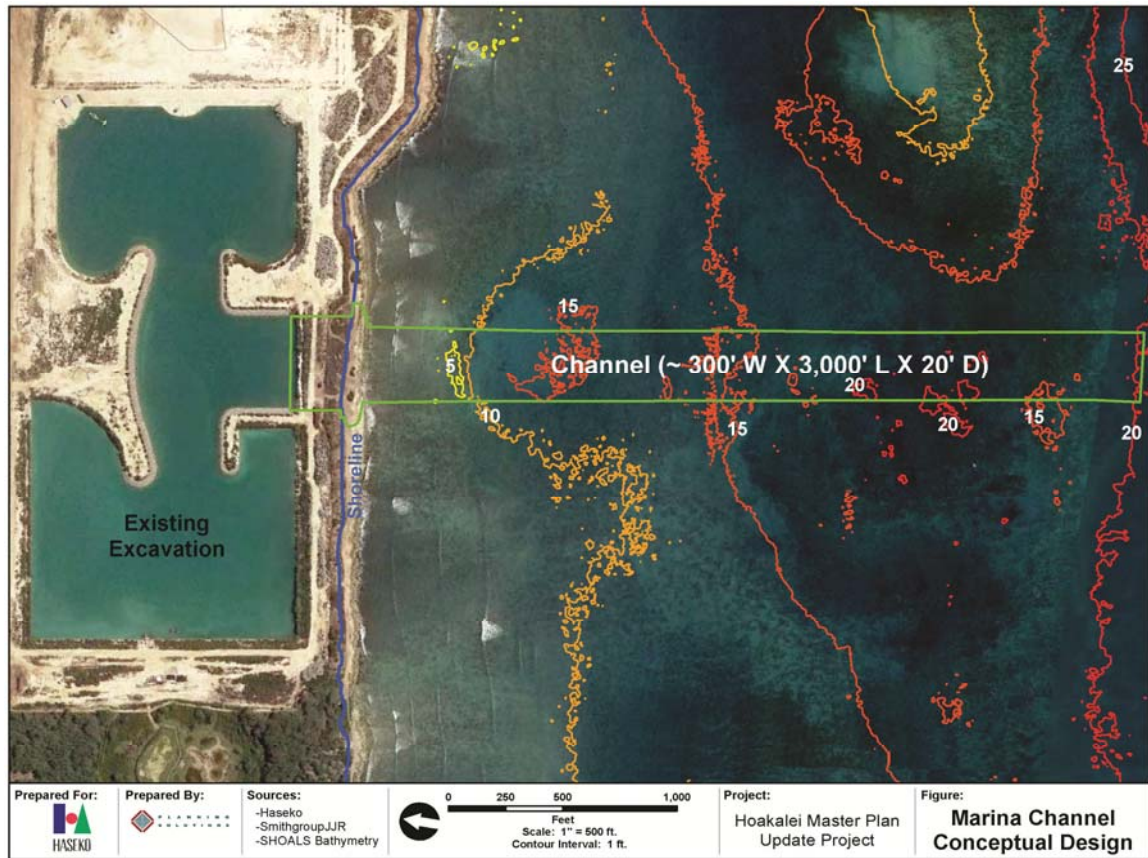 25
15
5
Channel (~ 300' W X 3,000' L X 20' D)
20
10
15
20
15
20
Shoreline
Existing
Excavation
Prepared For:
HASEKO
Prepared By:
PLANNING
SOLUTIONS
Sources:
-Haseko
-SmithgroupJJR
-SHOALS Bathymetry
0 250 500 1,000
Feet
Scale: 1" = 500 ft.
Contour Interval: 1 ft.
Project:
Hoakalei Master Plan
Update Project
Figure:
Marina Channel
Conceptual Design